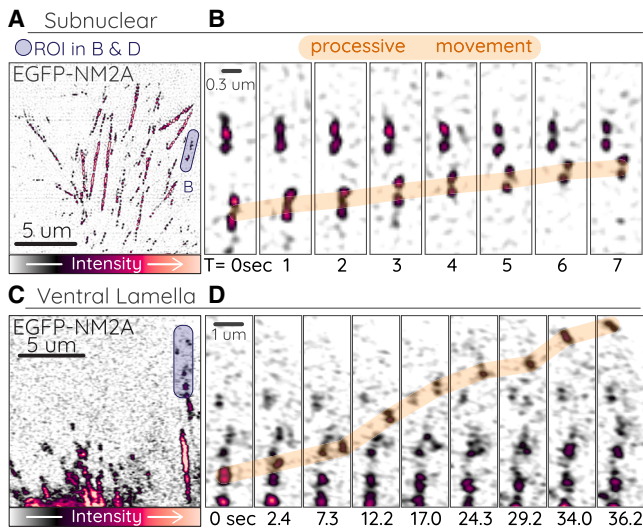 A Subnuclear
ROI in B & D
EGFP-NM2A
B
5 um
Intensity
B
processive movement
0.3 um
T= 0sec 1 2 3 4 5 6 7
C Ventral Lamella
EGFP-NM2A
5 um
Intensity
D
1 um
0 sec 2.4 7.3 12.2 17.0 24.3 29.2 34.0 36.2